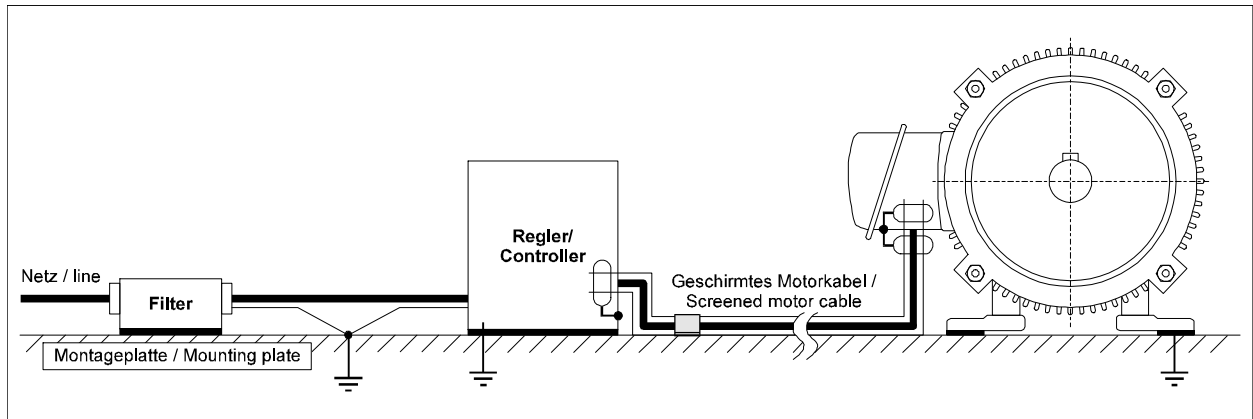 Regler/
Controller
Netz / line
Filter
Geschirmtes Motorkabel /
Screened motor cable
Montageplatte / Mounting plate